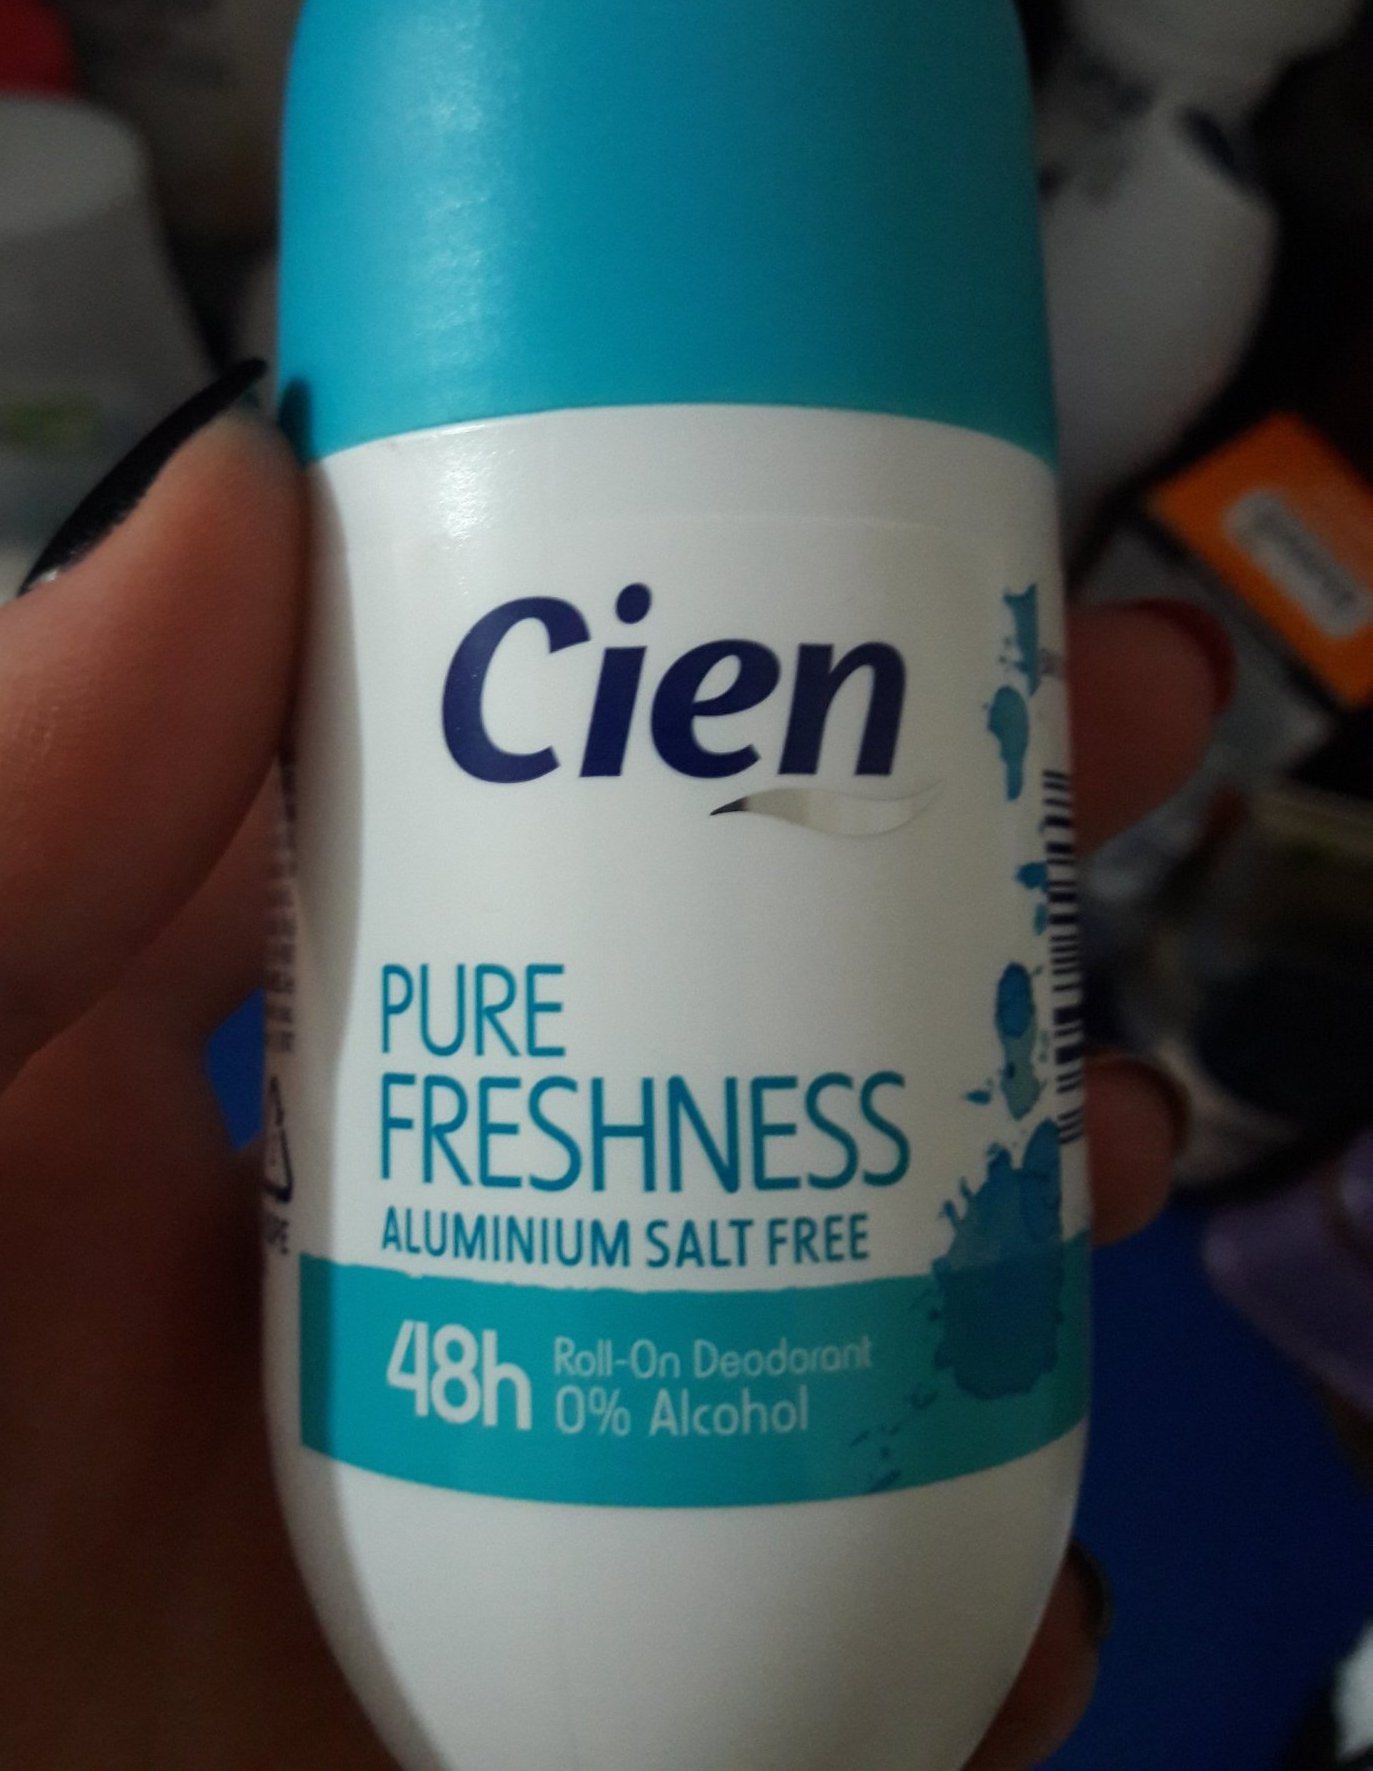 Cien
PURE
FRESHNESS
ALUMINIUM SALT FREE
48h
Roll-On Deodorant
0% Alcohol